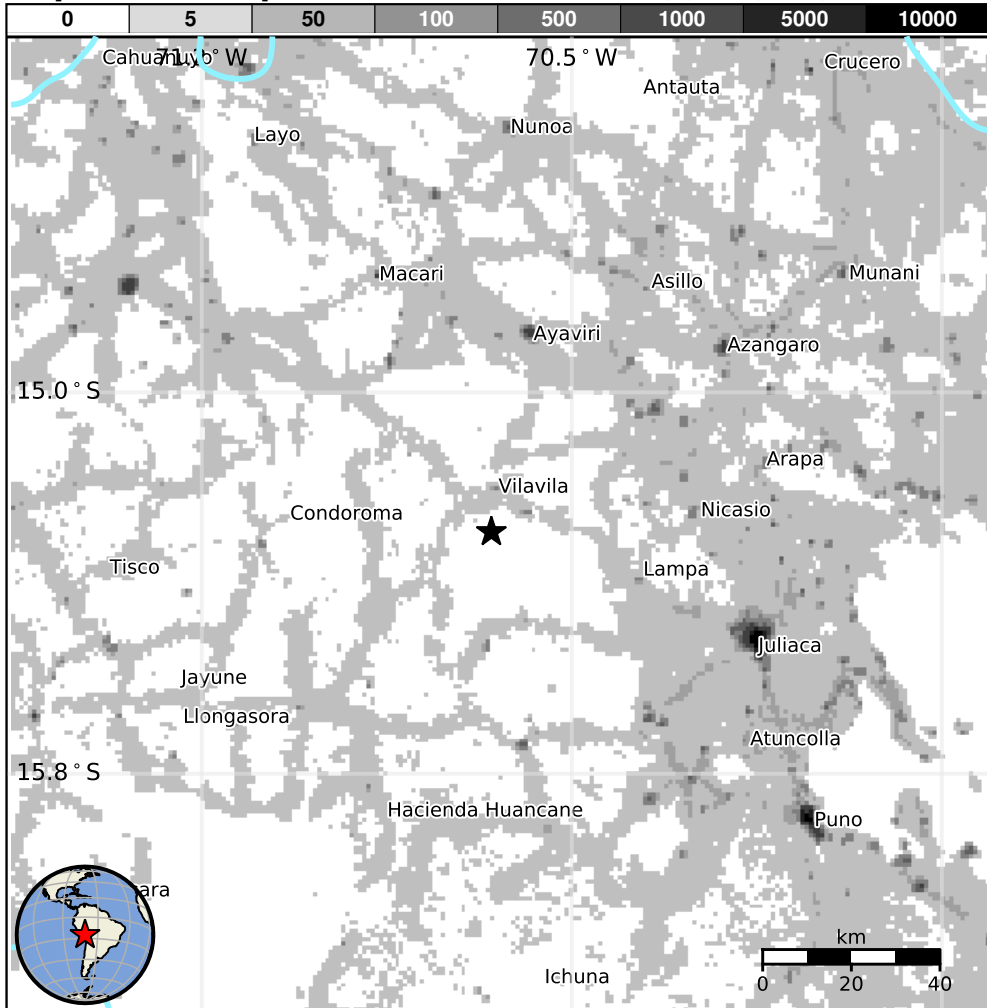 0 5 50 100 500 1000 5000 10000
Cahuanuyo
70.5°W
Crucero
Antauta
Layo
Nunoa
Macari
Asillo
Munani
Ayaviri
Azangaro
15.0°S
Arapa
Vilavila
Condoroma
Nicasio
Tisco
Lampa
Juliaca
Jayune
Llongasora
Atuncolla
15.8°S
Hacienda Huancane
Puno
km
Ichuna
0 20 40